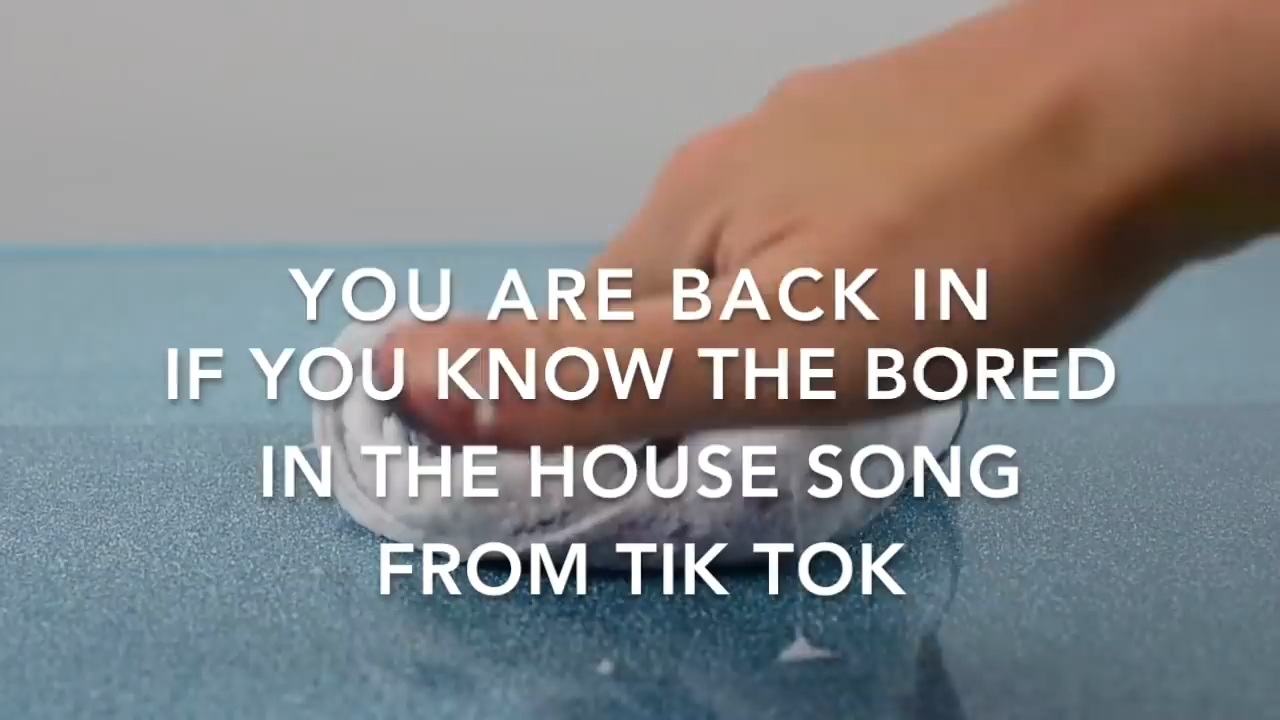 YOU ARE BACK IN
IF YOU KNOW THE BORED
IN THE HOUSE SONG
FROM TIK TOK